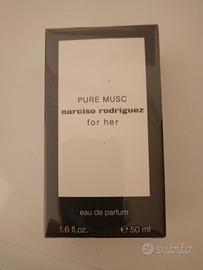 PURE MUSC
narciso rodriguez
for her
eau de parfum
1.6 fl.oz. ℮ 50 ml
subito